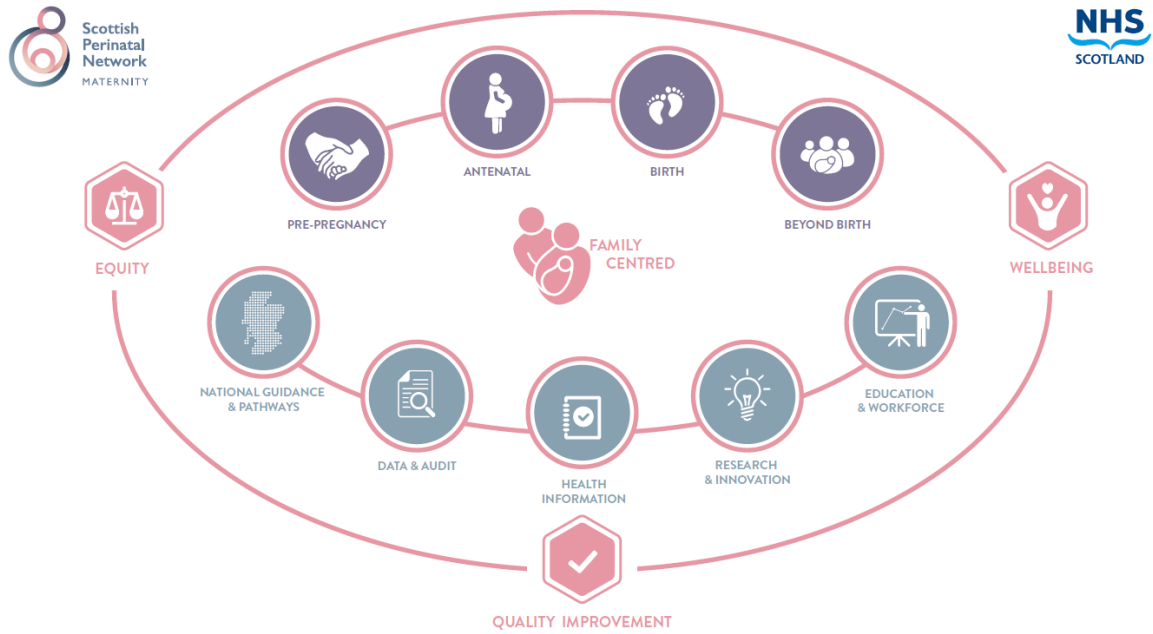 Scottish
Perinatal
Network
MATERNITY
NHS
SCOTLAND
ANTENATAL
BIRTH
PRE-PREGNANCY
BEYOND BIRTH
FAMILY
CENTRED
EQUITY
WELLBEING
NATIONAL GUIDANCE
& PATHWAYS
EDUCATION
& WORKFORCE
DATA & AUDIT
RESEARCH
& INNOVATION
HEALTH
INFORMATION
QUALITY IMPROVEMENT